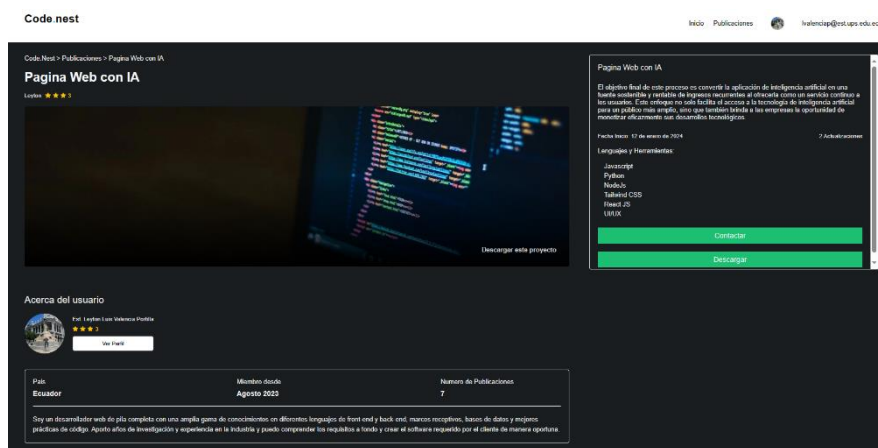 Code.nest
Inicio Publicaciones lvalenciap@est.ups.edu.ec
Code.Nest > Publicaciones > Pagina Web con IA
Pagina Web con IA
Leyton ★★★ 3
Descargar este proyecto
Pagina Web con IA
El objetivo final de este proceso es convertir la aplicación de inteligencia artificial en una
fuente sostenible y rentable de ingresos recurrentes al ofrecerla como un servicio continuo a
los usuarios. Este enfoque no solo facilita el acceso a la tecnología de inteligencia artificial
para un público más amplio, sino que también brinda a las empresas la oportunidad de
monetizar eficazmente sus desarrollos tecnológicos.
Fecha Inicio: 12 de enero de 2024 2 Actualizaciones
Lenguajes y Herramientas:
Javascript
Python
NodeJs
Tailwind CSS
React JS
UI/UX
Contactar
Descargar
Acerca del usuario
Est. Leyton Luis Valencia Portilla
★★★ 3
Ver Perfil
País Miembro desde Numero de Publicaciones
Ecuador Agosto 2023 7
Soy un desarrollador web de pila completa con una amplia gama de conocimientos en diferentes lenguajes de front-end y back-end, marcos receptivos, bases de datos y mejores
prácticas de código. Aporto años de investigación y experiencia en la industria y puedo comprender los requisitos a fondo y crear el software requerido por el cliente de manera oportuna.